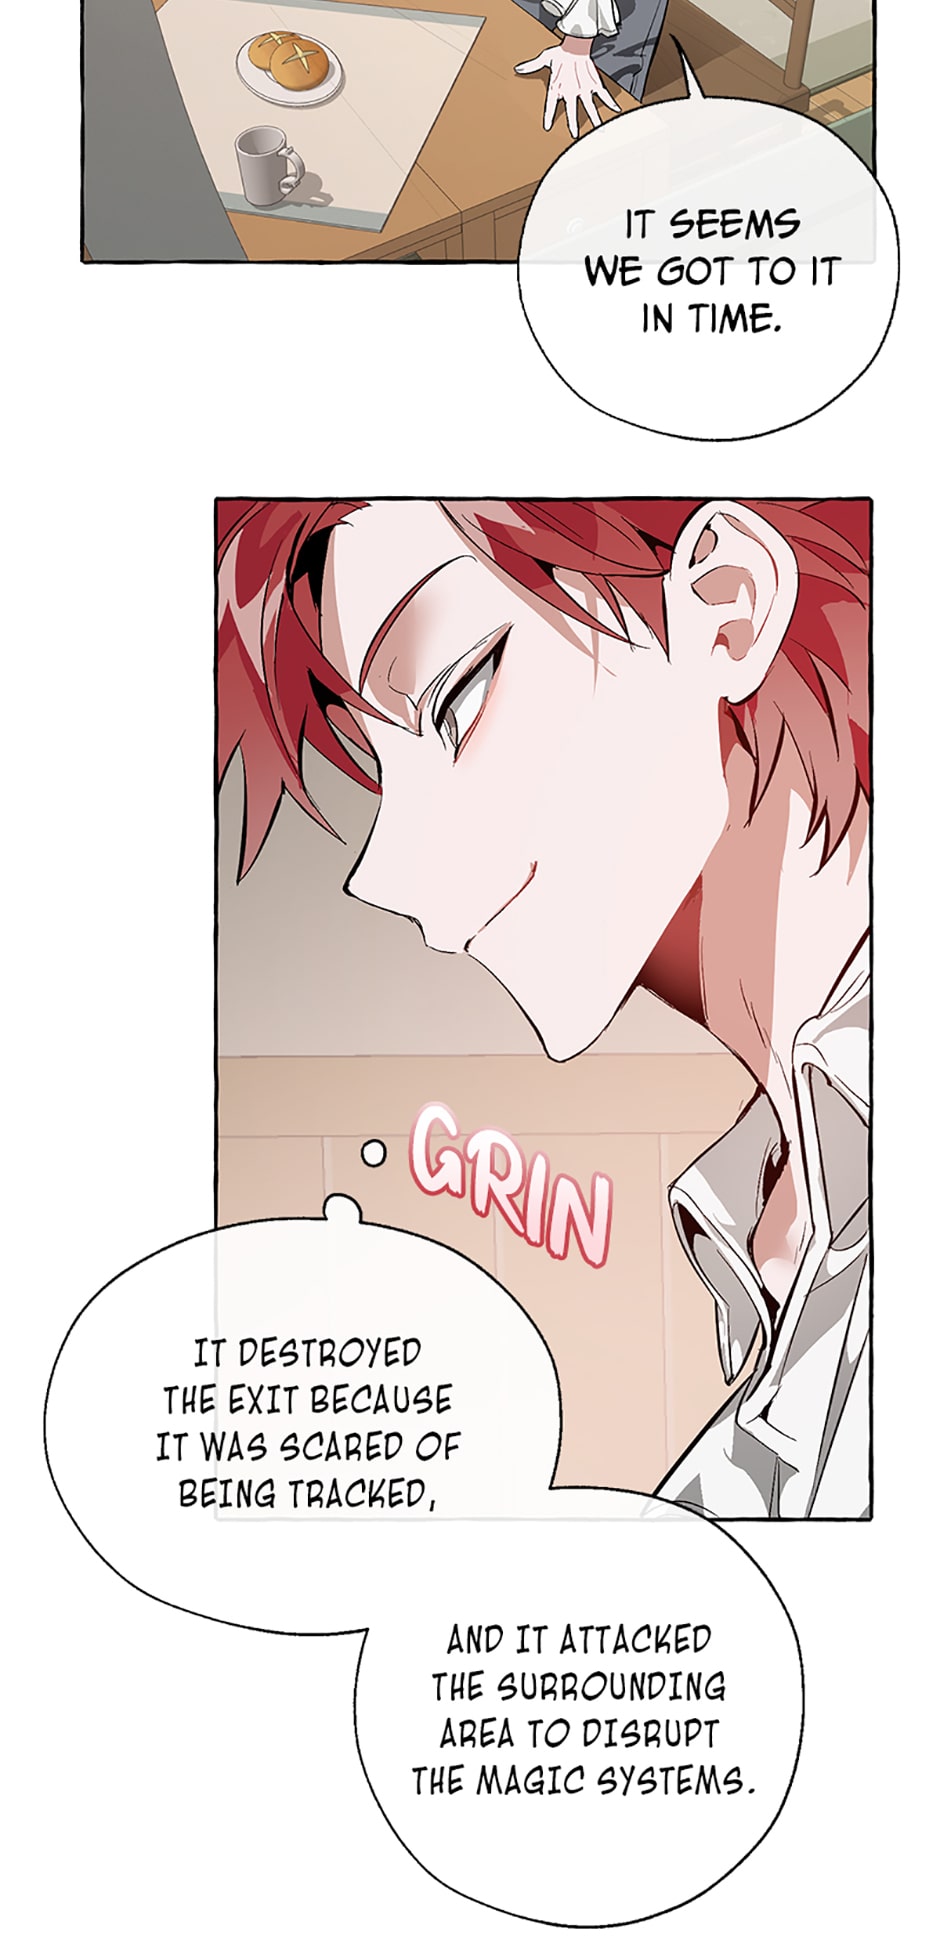 IT SEEMS
WE GOT TO IT
IN TIME.
GRIN
IT DESTROYED
THE EXIT BECAUSE
IT WAS SCARED OF
BEING TRACKED,
AND IT ATTACKED
THE SURROUNDING
AREA TO DISRUPT
THE MAGIC SYSTEMS.